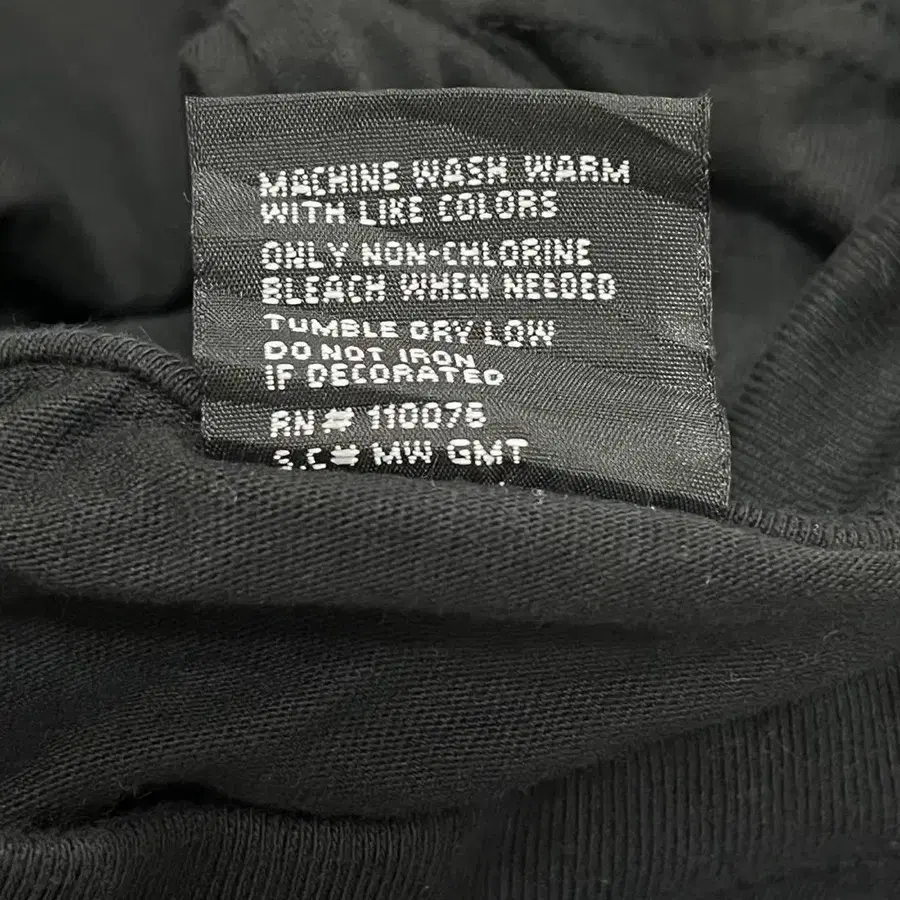 MACHINE WASH WARM
WITH LIKE COLORS
ONLY NON-CHLORINE
BLEACH WHEN NEEDED
TUMBLE DRY LOW
DO NOT IRON
IF DECORATED
RN # 110076
S.C # MW GMT